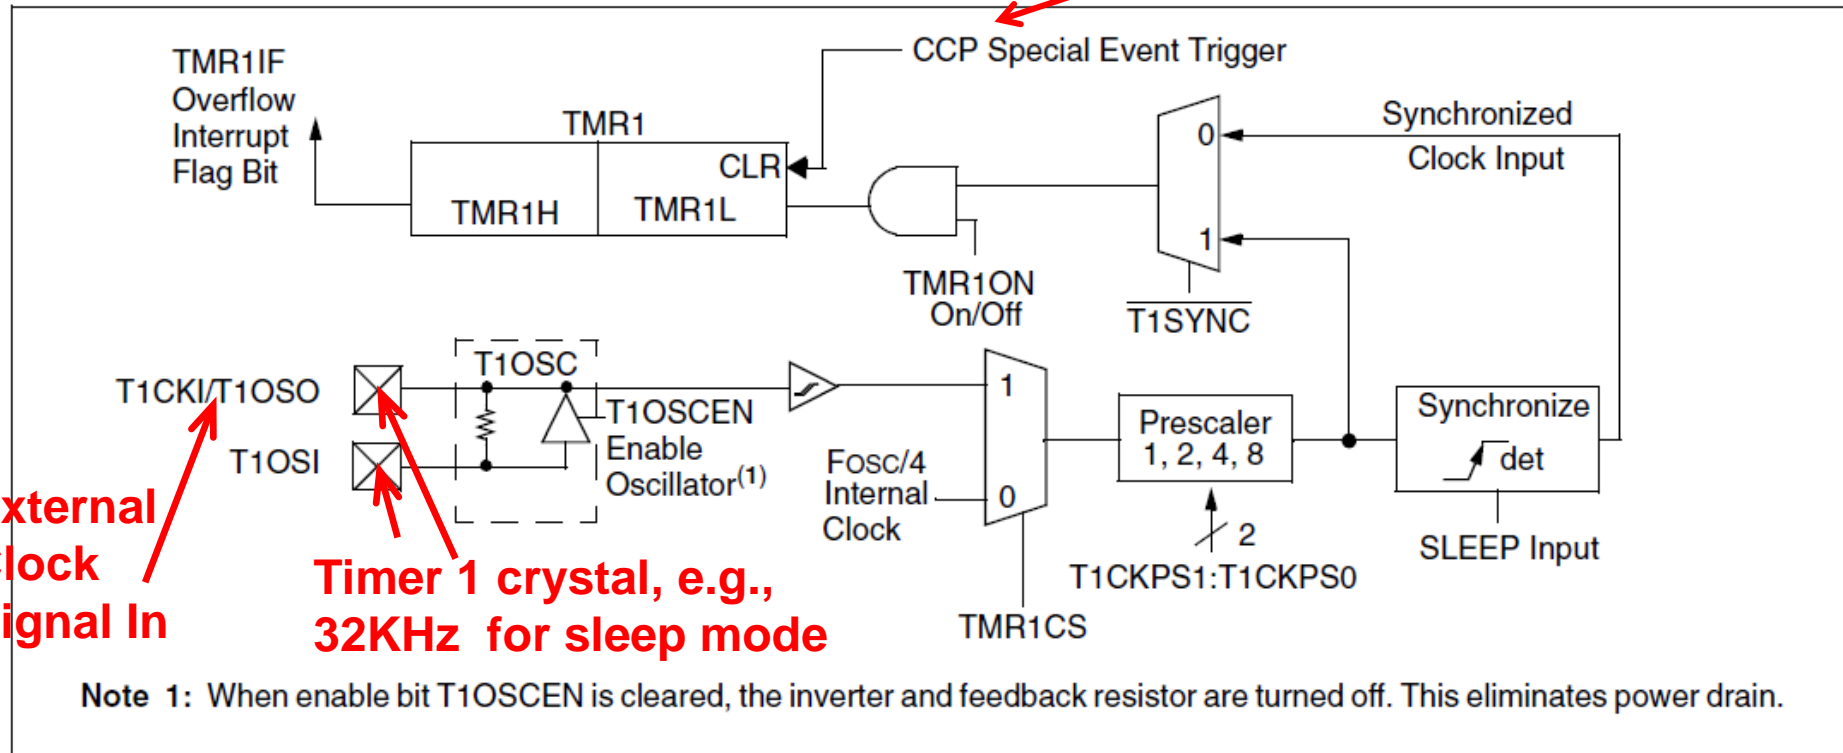 CCP Special Event Trigger
TMR1IF
Overflow
Interrupt
Flag Bit
TMR1
CLR
TMR1H
TMR1L
0
1
Synchronized
Clock Input
TMR1ON
On/Off
T1SYNC
T1OSC
T1CKI/T1OSO
T1OSI
T1OSCEN
Enable
Oscillator(1)
FOSC/4
Internal
Clock
1
0
Prescaler
1, 2, 4, 8
Synchronize
det
2
T1CKPS1:T1CKPS0
SLEEP Input
TMR1CS
xternal
lock
ignal In
Timer 1 crystal, e.g.,
32KHz for sleep mode
Note 1: When enable bit T1OSCEN is cleared, the inverter and feedback resistor are turned off. This eliminates power drain.